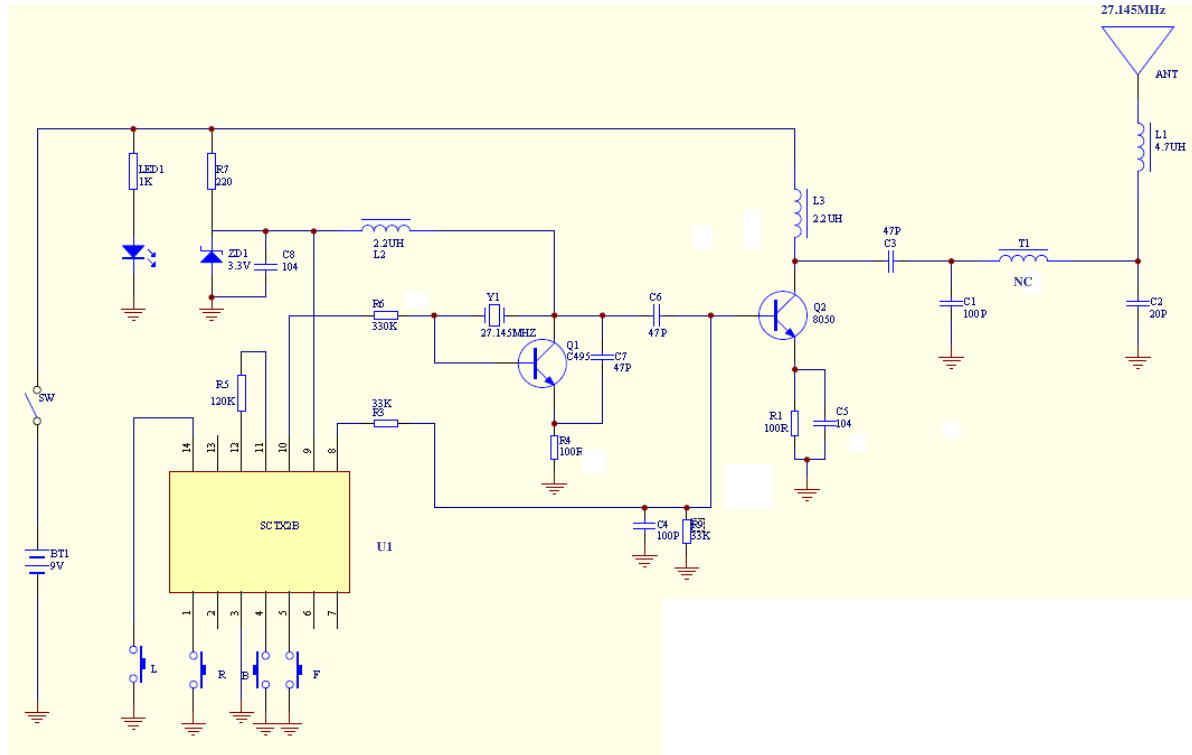 27.145MHz
ANT
L1
4.7UH
LED1
1K
R7
220
L3
2.2UH
47P
C3
T1
NC
2.2UH
L2
ZD1
3.3V
C8
104
C1
100P
C2
20P
R6
330K
Y1
27.145MHZ
C6
47P
Q2
8050
Q1
C495
C7
47P
R5
120K
33K
R3
SW
R4
100R
R1
100R
C5
104
14
13
12
11
10
9
8
SCTX2B
U1
C4
100P
33K
BT1
9V
1
2
3
4
5
6
7
L
R
B
F